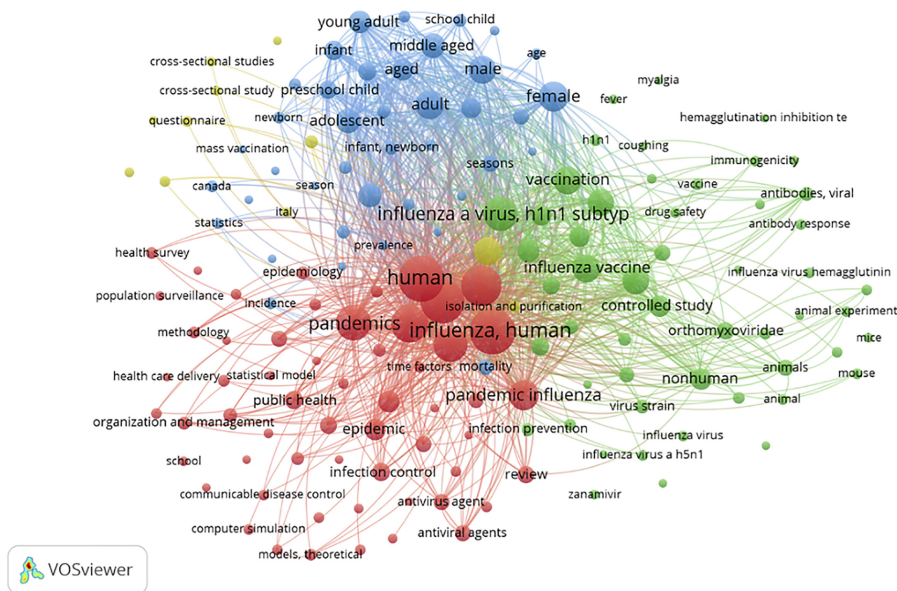 young adult
school child
infant
middle aged
age
cross-sectional studies
aged
male
myalgia
cross-sectional study
preschool child
female
fever
adult
questionnaire
newborn
adolescent
hemagglutination inhibition te
h1n1
coughing
mass vaccination
infant, newborn
seasons
immunogenicity
canada
season
vaccination
vaccine
antibodies, viral
italy
influenza a virus, h1n1 subtyp
drug safety
statistics
antibody response
prevalence
health survey
epidemiology
human
influenza vaccine
influenza virus hemagglutinin
population surveillance
incidence
isolation and purification
controlled study
animal experiment
methodology
pandemics
influenza, human
orthomyxoviridae
mice
time factors
mortality
health care delivery
statistical model
nonhuman
animals
mouse
public health
pandemic influenza
virus strain
animal
organization and management
epidemic
infection prevention
influenza virus
influenza virus a h5n1
school
infection control
review
communicable disease control
antivirus agent
zanamivir
computer simulation
antiviral agents
models, theoretical
VOSviewer